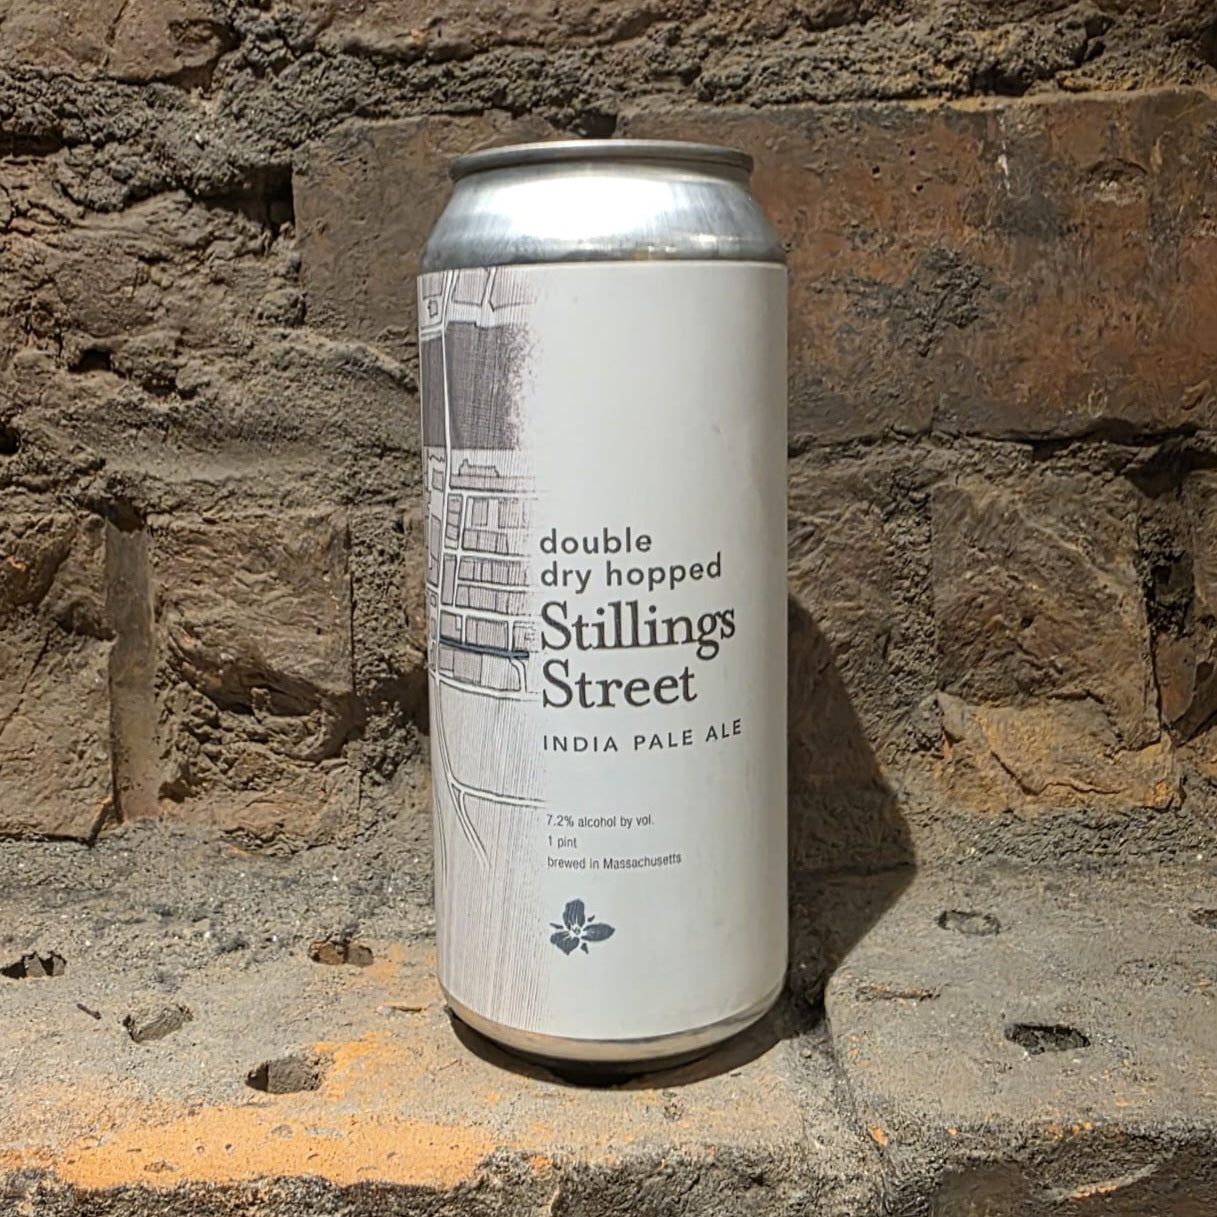 double
dry hopped
Stillings
Street
INDIA PALE ALE
7.2% alcohol by vol.
1 pint
brewed in Massachusetts